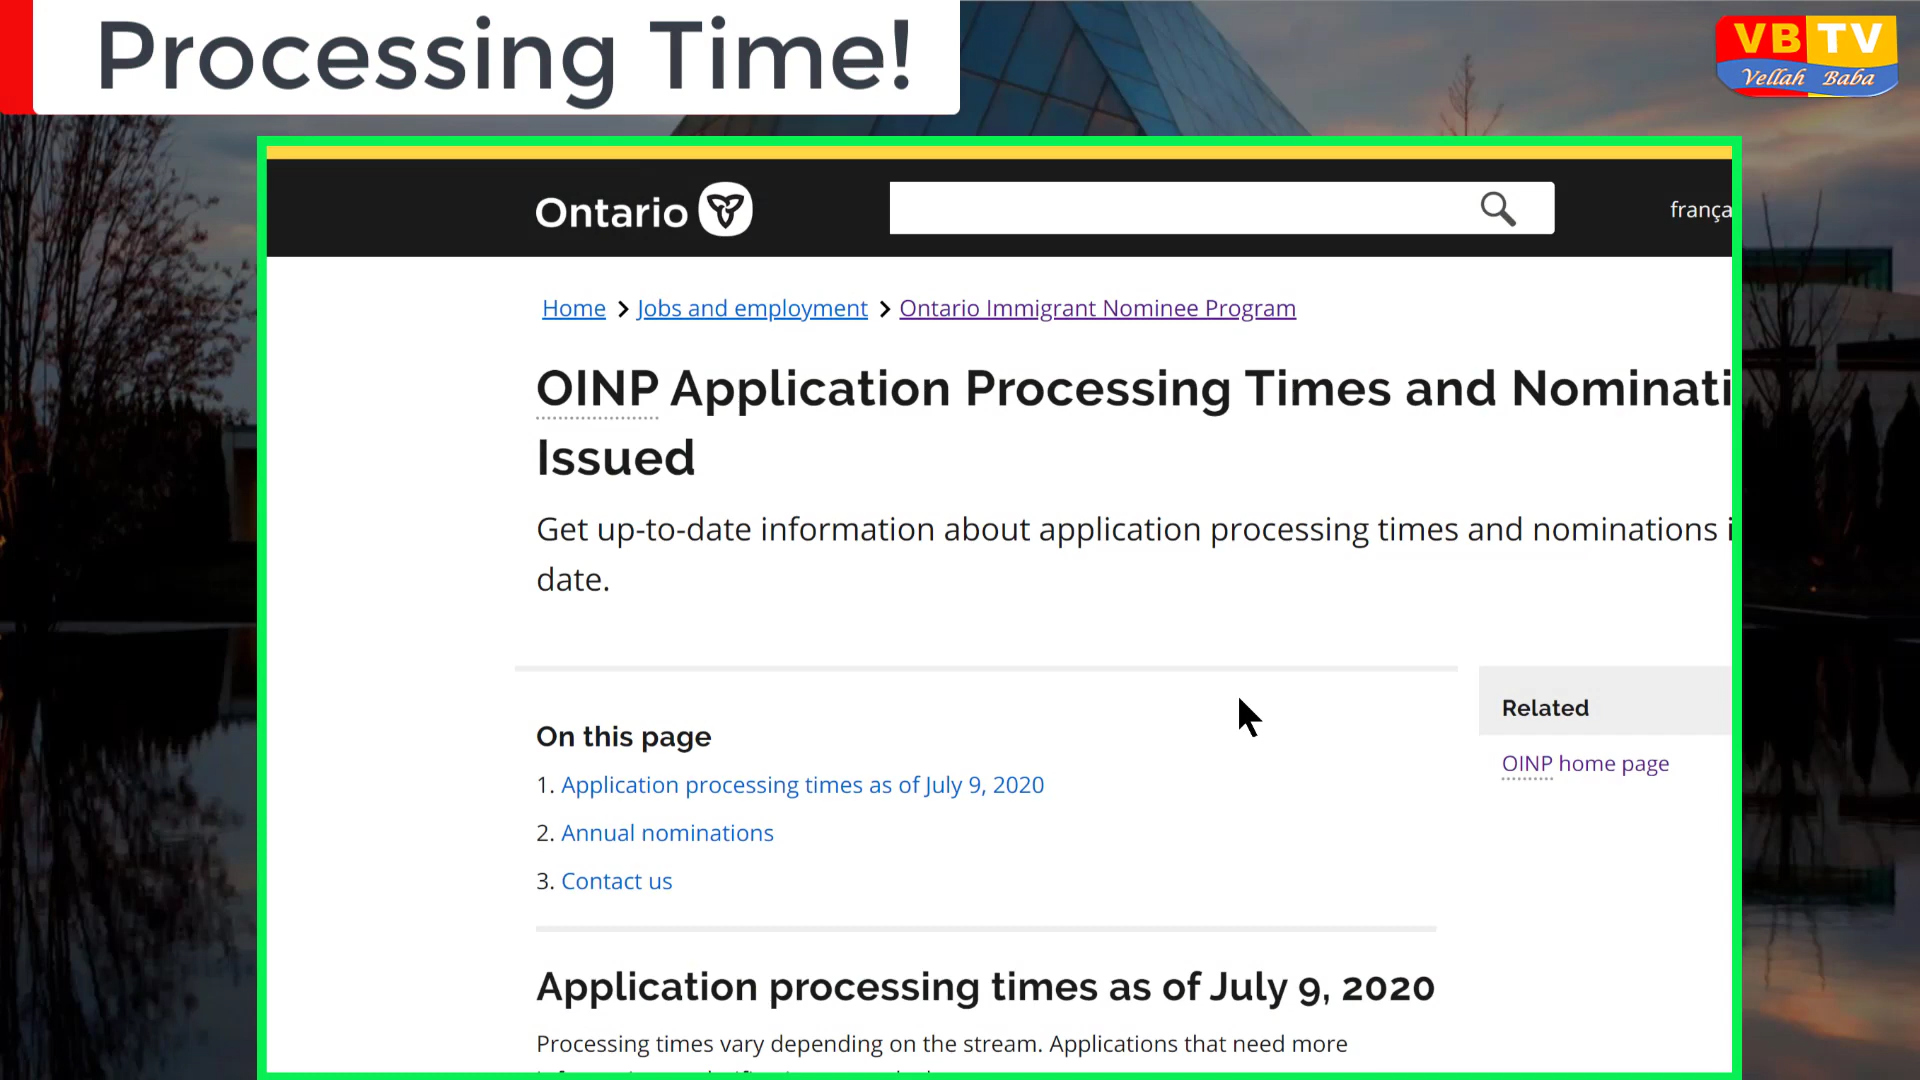 Processing Time!
VB TV
Vellah Baba
Ontario
frança
Home > Jobs and employment > Ontario Immigrant Nominee Program
OINP Application Processing Times and Nominati
Issued
Get up-to-date information about application processing times and nominations i
date.
On this page
1. Application processing times as of July 9, 2020
2. Annual nominations
3. Contact us
Related
OINP home page
Application processing times as of July 9, 2020
Processing times vary depending on the stream. Applications that need more